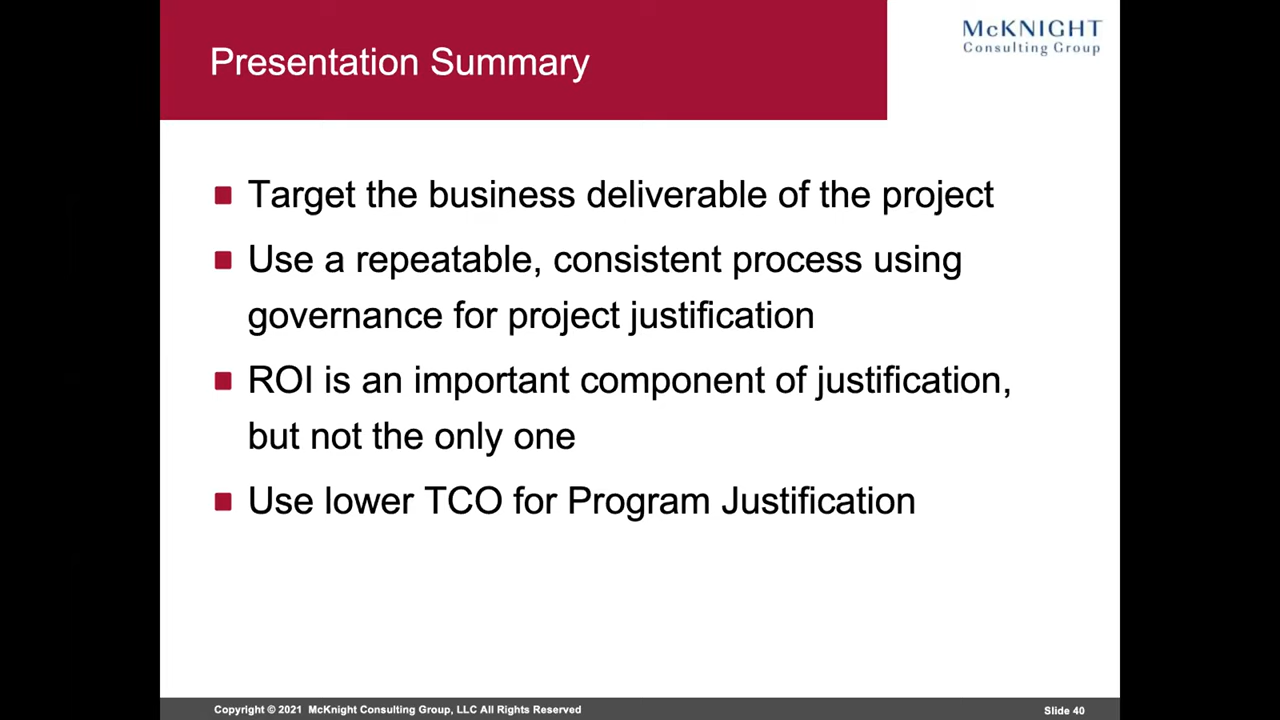 Presentation Summary
McKNIGHT
Consulting Group
Target the business deliverable of the project
Use a repeatable, consistent process using
governance for project justification
ROI is an important component of justification,
but not the only one
Use lower TCO for Program Justification
Copyright © 2021 McKnight Consulting Group, LLC All Rights Reserved
Slide 40